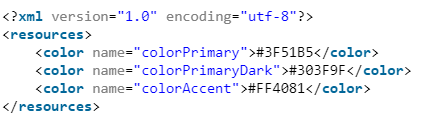 <?xml version="1.0" encoding="utf-8"?>
<resources>
    <color name="colorPrimary">#3F51B5</color>
    <color name="colorPrimaryDark">#303F9F</color>
    <color name="colorAccent">#FF4081</color>
</resources>